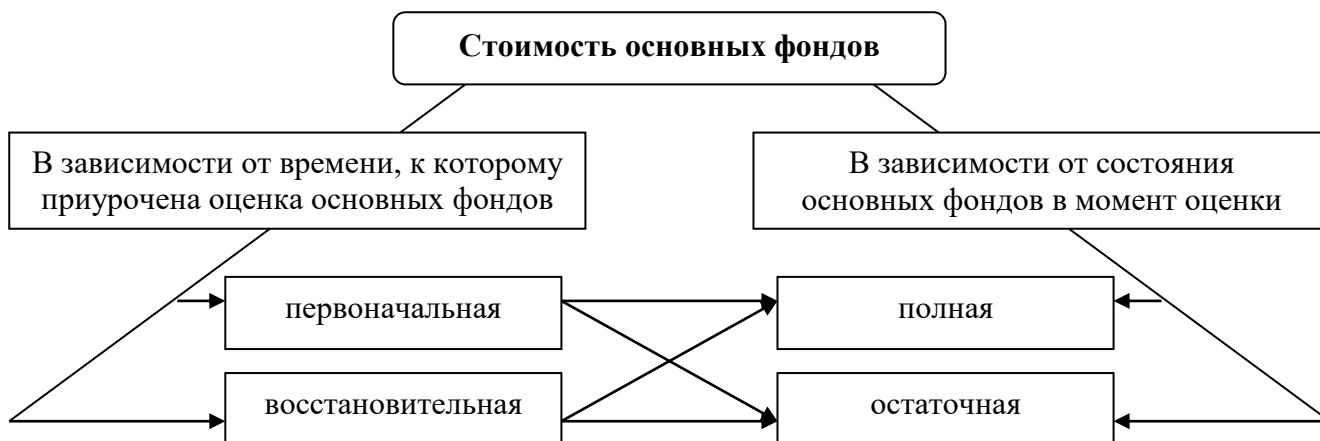 Стоимость основных фондов
В зависимости от времени, к которому
приурочена оценка основных фондов
В зависимости от состояния
основных фондов в момент оценки
первоначальная
полная
восстановительная
остаточная